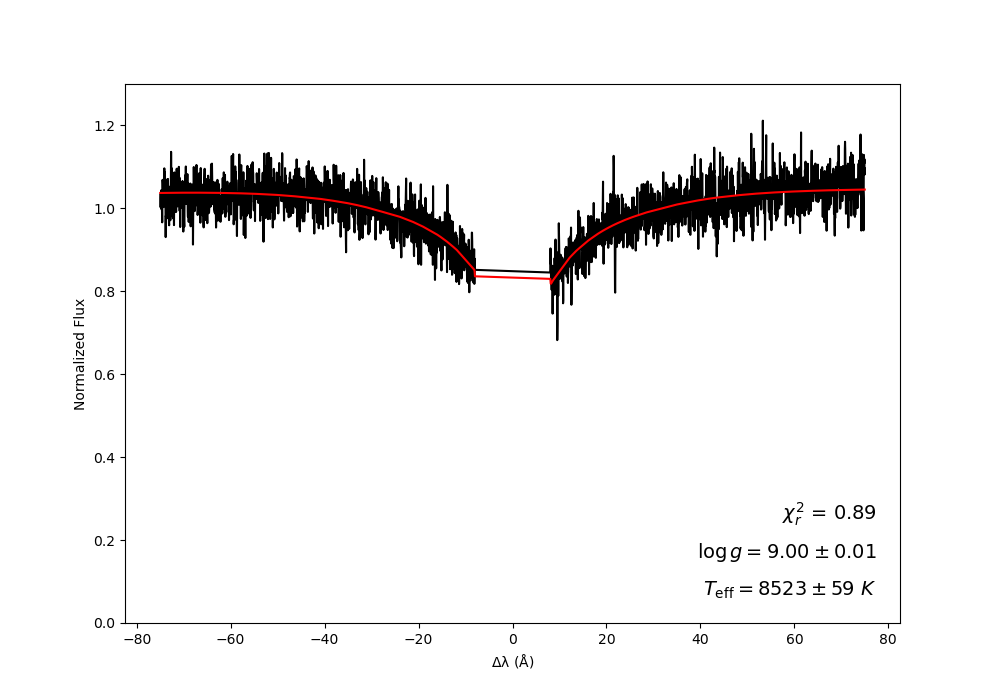 1.2
1.0
0.8
0.6
0.4
0.2
0.0
Normalized Flux
χ²ᵣ = 0.89
log g = 9.00 ± 0.01
T_eff = 8523 ± 59 K
−80 −60 −40 −20 0 20 40 60 80
Δλ (Å)